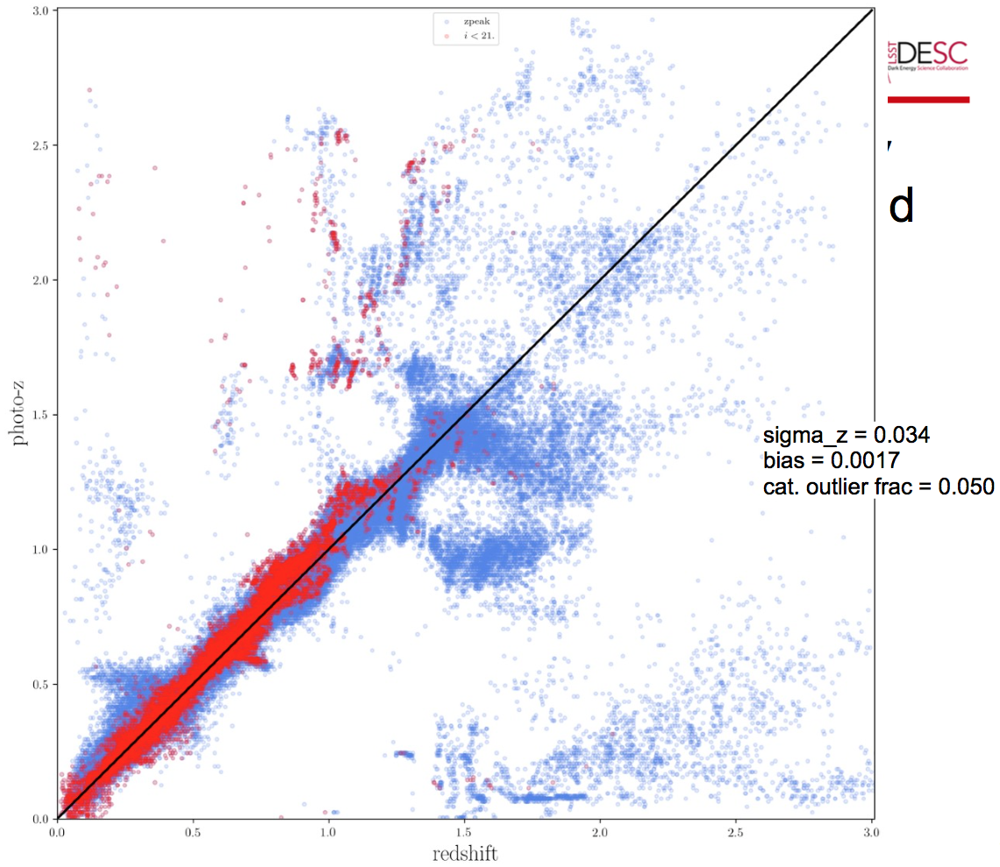 3.0
2.5
2.0
1.5
1.0
0.5
0.0
photo-z
zpeak
i < 21.
0.0 0.5 1.0 1.5 2.0 2.5 3.0
redshift
LSST DESC
Dark Energy Science Collaboration
d
sigma_z = 0.034
bias = 0.0017
cat. outlier frac = 0.050